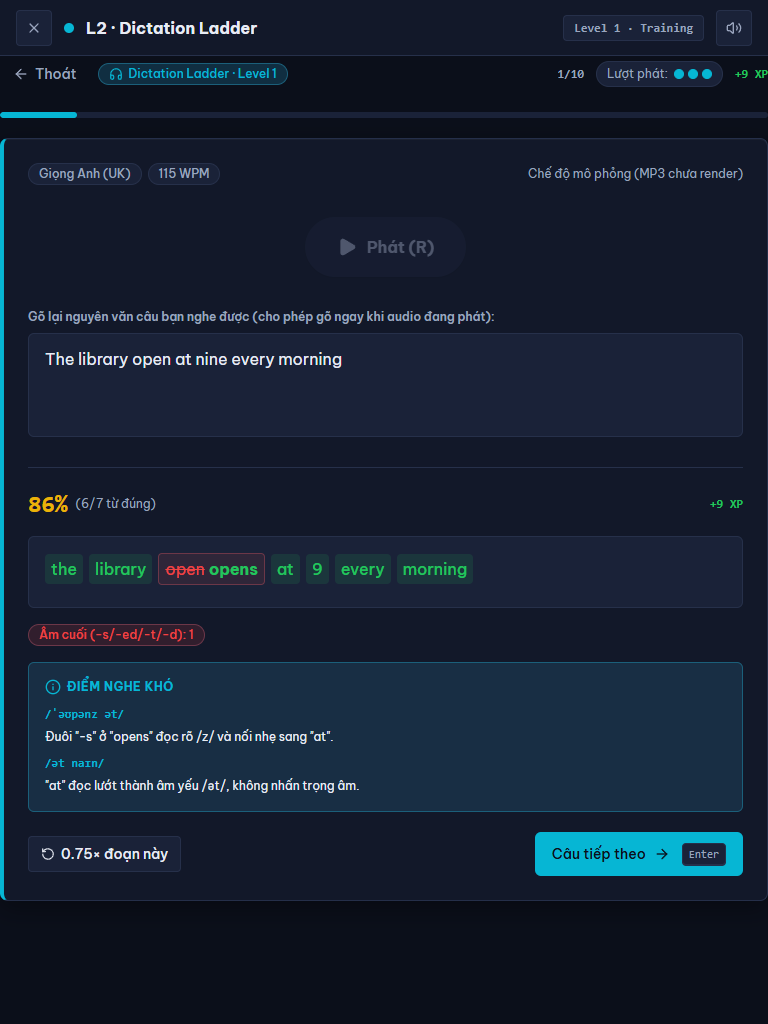 L2 · Dictation Ladder
Level 1 · Training
Thoát
Dictation Ladder · Level 1
1/10
Lượt phát:
+9 XP
Giọng Anh (UK)
115 WPM
Chế độ mô phỏng (MP3 chưa render)
Phát (R)
Gõ lại nguyên văn câu bạn nghe được (cho phép gõ ngay khi audio đang phát):
The library open at nine every morning
86% (6/7 từ đúng)
+9 XP
the library open opens at 9 every morning
Âm cuối (-s/-ed/-t/-d): 1
ĐIỂM NGHE KHÓ
/ˈəʊpənz ət/
Đuôi "-s" ở "opens" đọc rõ /z/ và nối nhẹ sang "at".
/ət naɪn/
"at" đọc lướt thành âm yếu /ət/, không nhấn trọng âm.
0.75× đoạn này
Câu tiếp theo
Enter